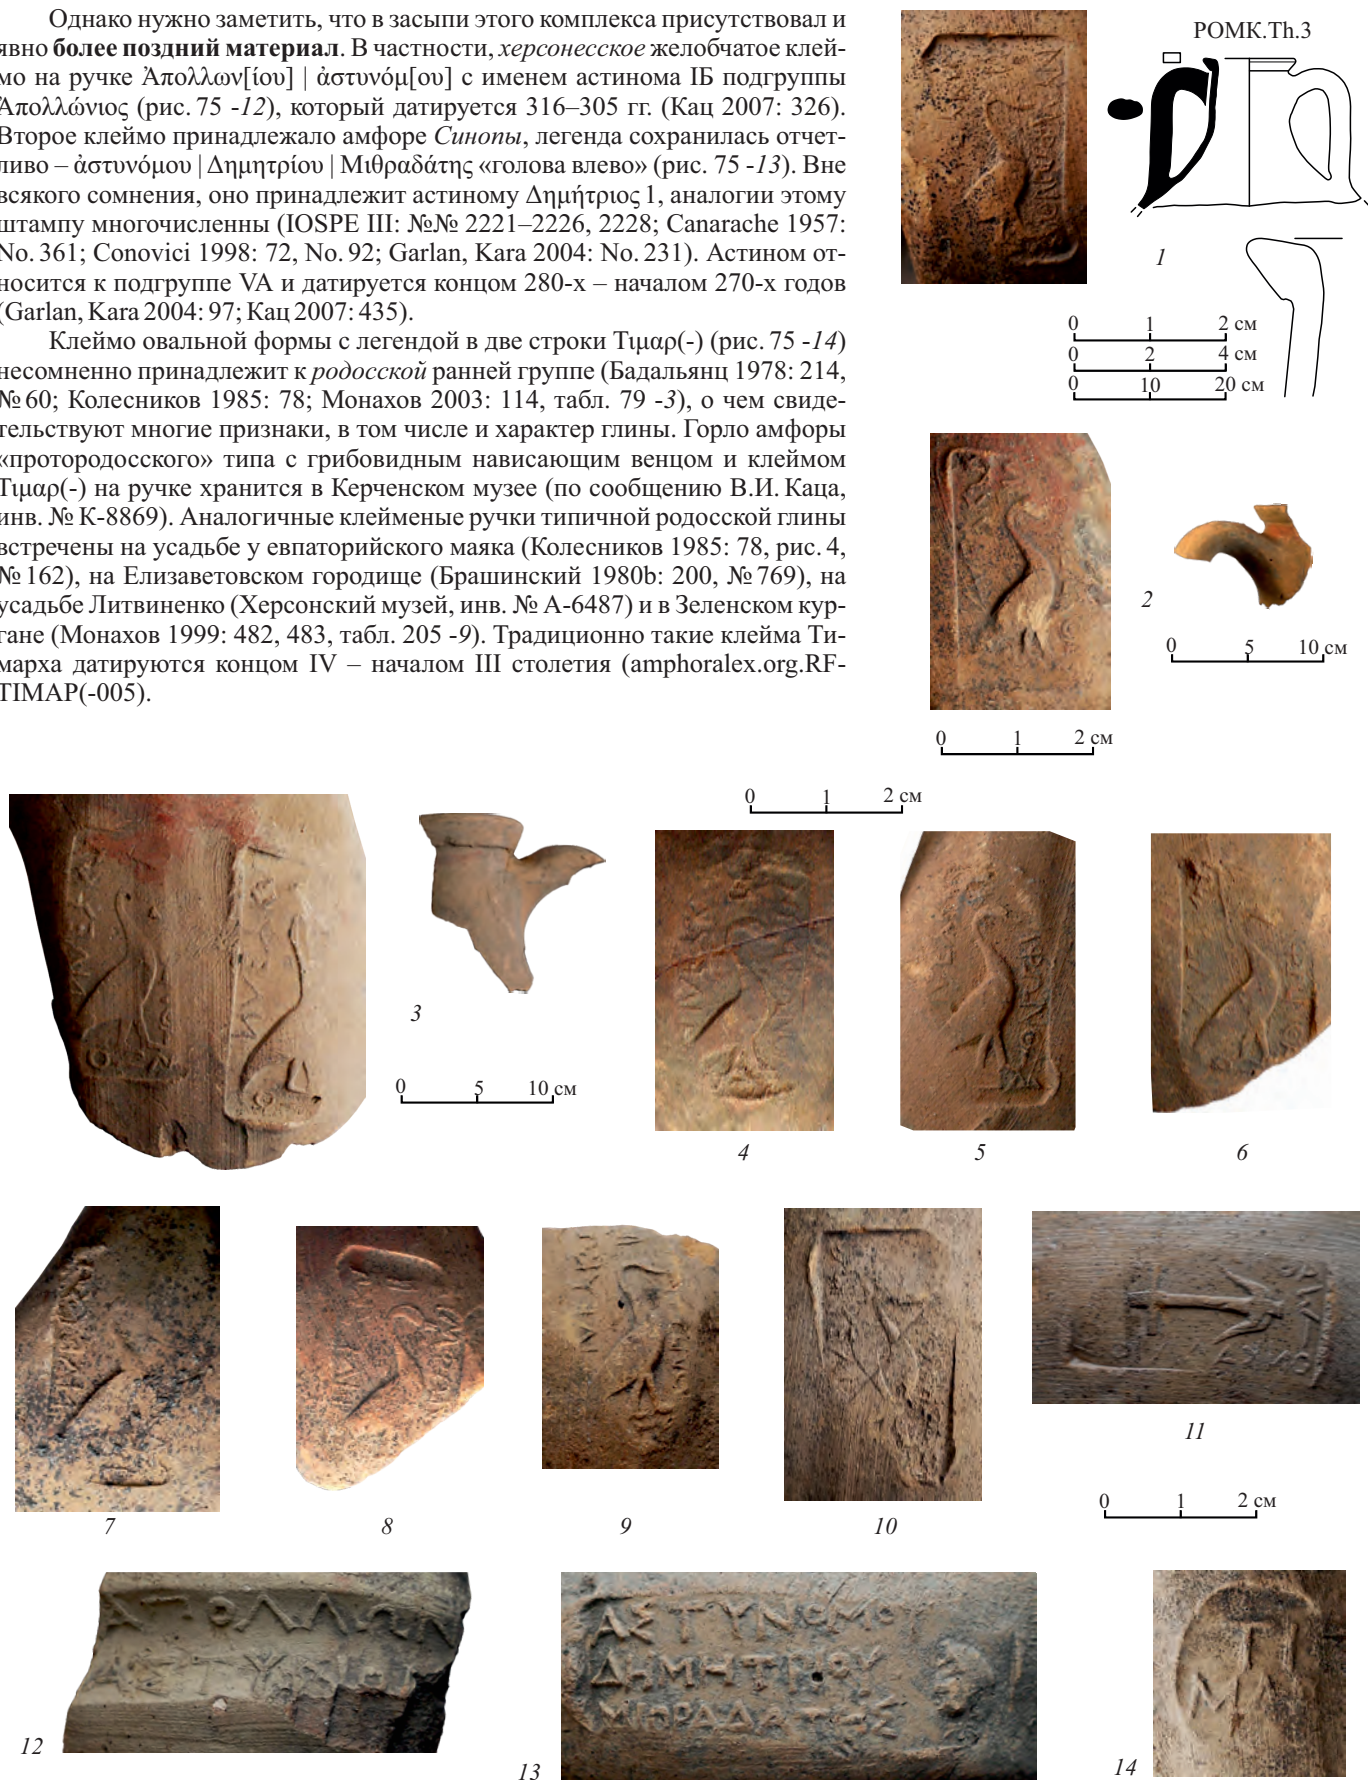 Однако нужно заметить, что в засыпи этого комплекса присутствовал и
явно более поздний материал. В частности, херсонесское желобчатое клей-
мо на ручке Ἀπολλων[ίου] | ἀστυνόμ[ου] с именем астинома IБ подгруппы
Ἀπολλώνιος (рис. 75 -12), который датируется 316–305 гг. (Кац 2007: 326).
Второе клеймо принадлежало амфоре Синопы, легенда сохранилась отчет-
ливо – ἀστυνόμου | Δημητρίου | Μιθραδάτης «голова влево» (рис. 75 -13). Вне
всякого сомнения, оно принадлежит астиному Δημήτριος 1, аналогии этому
штампу многочисленны (IOSPE III: №№ 2221–2226, 2228; Canarache 1957:
No. 361; Conovici 1998: 72, No. 92; Garlan, Kara 2004: No. 231). Астином от-
носится к подгруппе VA и датируется концом 280-х – началом 270-х годов
(Garlan, Kara 2004: 97; Кац 2007: 435).
Клеймо овальной формы с легендой в две строки Τιμαρ(-) (рис. 75 -14)
несомненно принадлежит к родосской ранней группе (Бадальянц 1978: 214,
№ 60; Колесников 1985: 78; Монахов 2003: 114, табл. 79 -3), о чем свиде-
тельствуют многие признаки, в том числе и характер глины. Горло амфоры
«протородосского» типа с грибовидным нависающим венцом и клеймом
Τιμαρ(-) на ручке хранится в Керченском музее (по сообщению В.И. Каца,
инв. № К-8869). Аналогичные клейменые ручки типичной родосской глины
встречены на усадьбе у евпаторийского маяка (Колесников 1985: 78, рис. 4,
№ 162), на Елизаветовском городище (Брашинский 1980b: 200, № 769), на
усадьбе Литвиненко (Херсонский музей, инв. № А-6487) и в Зеленском кур-
гане (Монахов 1999: 482, 483, табл. 205 -9). Традиционно такие клейма Ти-
марха датируются концом IV – началом III столетия (amphoralex.org.RF-
TIMAP(-005).
РОМК.Th.3
1
0 1 2 см
0 2 4 см
0 10 20 см
2
0 5 10 см
0 1 2 см
0 1 2 см
3
0 5 10 см
4
5
6
7
8
9
10
11
0 1 2 см
ΑΠΟΛΛΩΝ
ΑΣΤΥΝ
12
ΑΣΤΥΝΟΜΟ
ΔΗΜΗΤΡΙΟΥ
ΜΙΘΡΑΔΑΤΗΣ
13
ΤΙ
ΜΑ
14